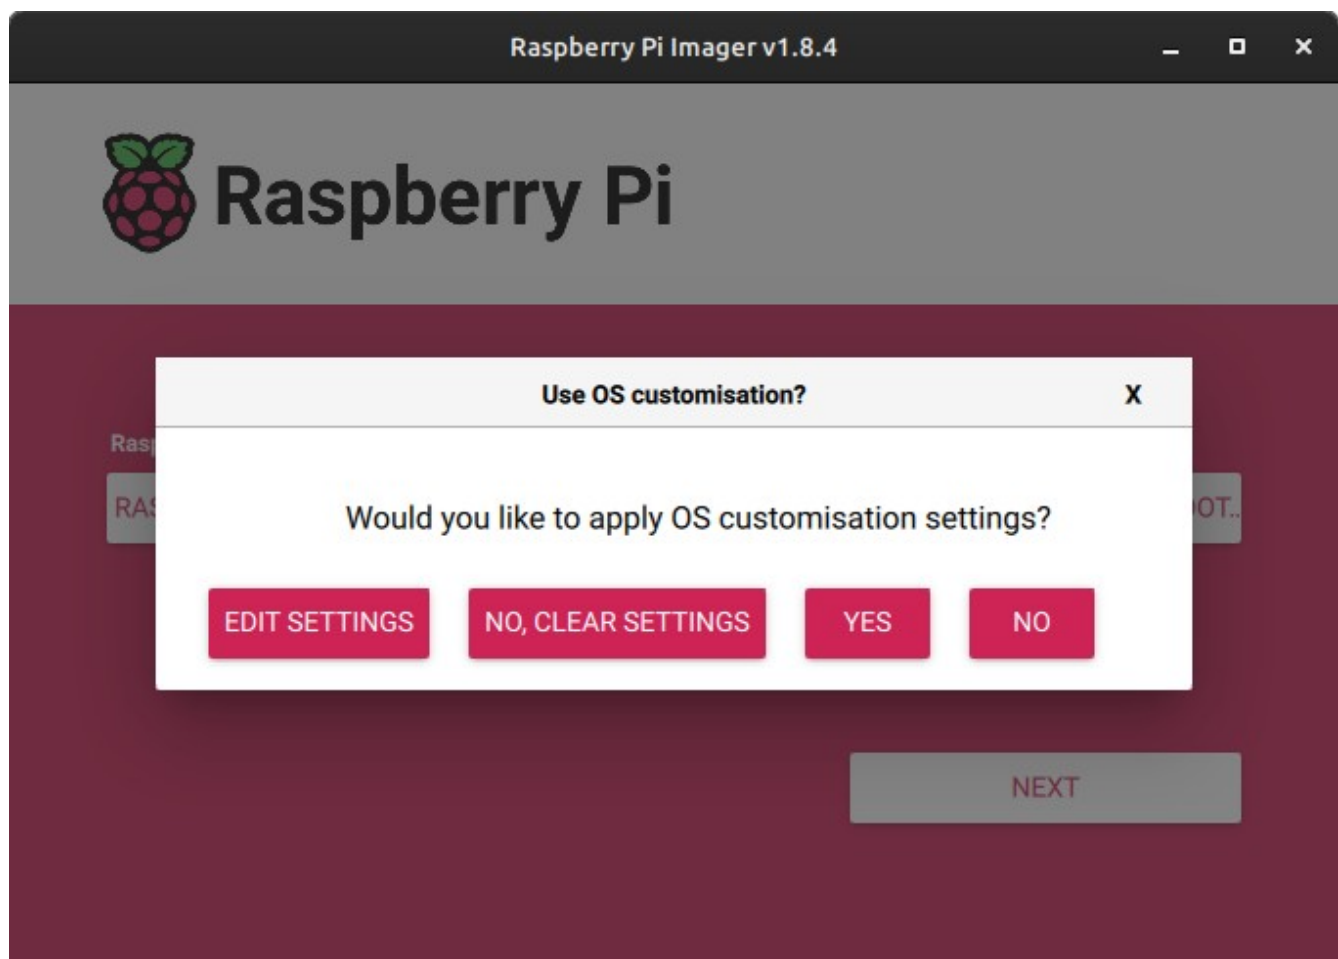 Raspberry Pi Imager v1.8.4
Raspberry Pi
Use OS customisation?
X
Would you like to apply OS customisation settings?
EDIT SETTINGS
NO, CLEAR SETTINGS
YES
NO
NEXT